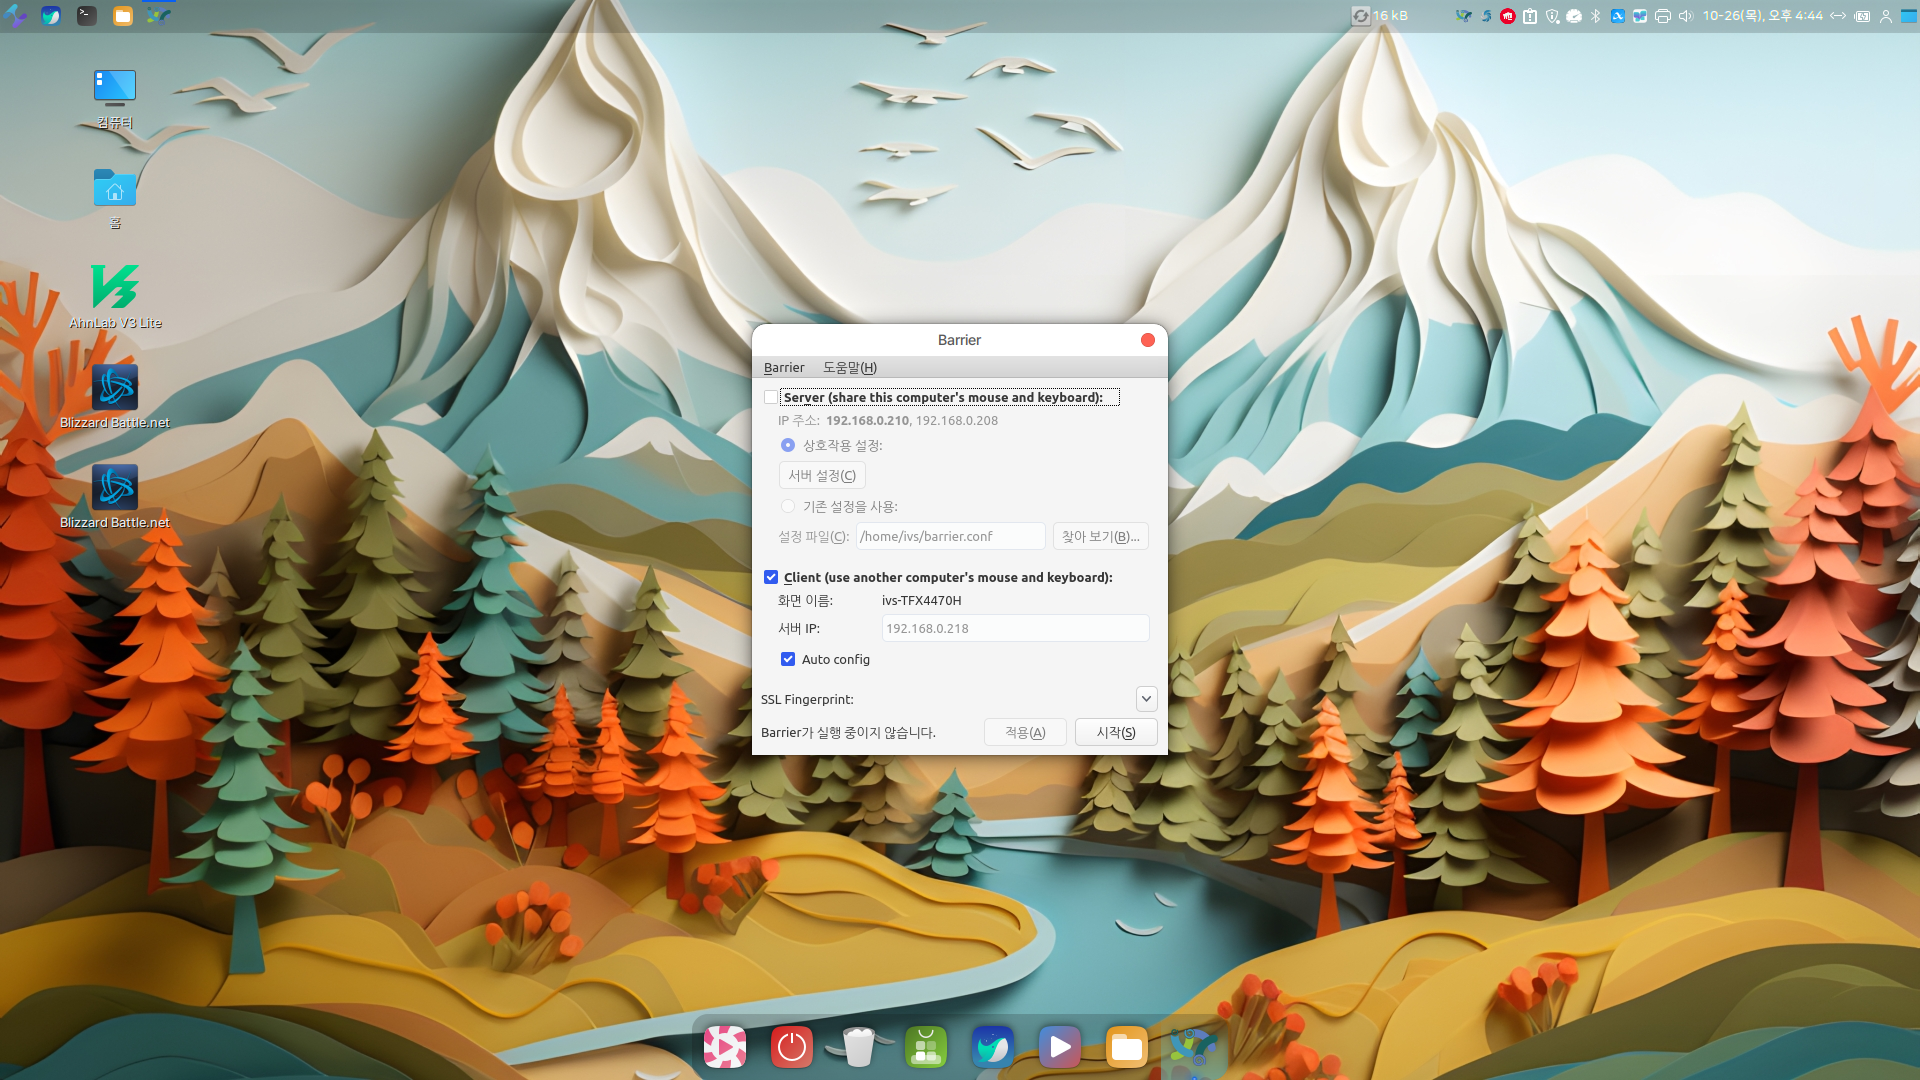 16 kB
10-26(목), 오후 4:44
컴퓨터
홈
AhnLab V3 Lite
Blizzard Battle.net
Blizzard Battle.net
Barrier
Barrier 도움말(H)
Server (share this computer's mouse and keyboard):
IP 주소: 192.168.0.210, 192.168.0.208
상호작용 설정:
서버 설정(C)
기존 설정을 사용:
설정 파일(C): /home/ivs/barrier.conf 찾아 보기(B)...
Client (use another computer's mouse and keyboard):
화면 이름: ivs-TFX4470H
서버 IP: 192.168.0.218
Auto config
SSL Fingerprint:
Barrier가 실행 중이지 않습니다. 적용(A) 시작(S)